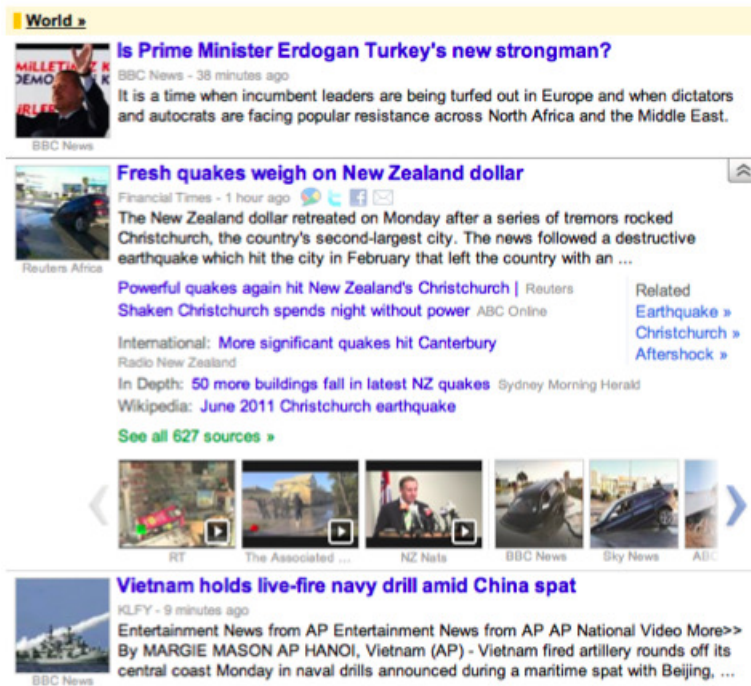 World »
Is Prime Minister Erdogan Turkey's new strongman?
BBC News - 38 minutes ago
It is a time when incumbent leaders are being turfed out in Europe and when dictators
and autocrats are facing popular resistance across North Africa and the Middle East.
BBC News
Fresh quakes weigh on New Zealand dollar
Financial Times - 1 hour ago
The New Zealand dollar retreated on Monday after a series of tremors rocked
Christchurch, the country's second-largest city. The news followed a destructive
earthquake which hit the city in February that left the country with an ...
Reuters Africa
Powerful quakes again hit New Zealand's Christchurch | Reuters
Shaken Christchurch spends night without power ABC Online
International: More significant quakes hit Canterbury
Radio New Zealand
In Depth: 50 more buildings fall in latest NZ quakes Sydney Morning Herald
Wikipedia: June 2011 Christchurch earthquake
Related
Earthquake »
Christchurch »
Aftershock »
See all 627 sources »
RT
The Associated ...
NZ Nats
BBC News
Sky News
ABC
Vietnam holds live-fire navy drill amid China spat
KLFY - 9 minutes ago
Entertainment News from AP Entertainment News from AP AP National Video More>>
By MARGIE MASON AP HANOI, Vietnam (AP) - Vietnam fired artillery rounds off its
central coast Monday in naval drills announced during a maritime spat with Beijing, ...
BBC News